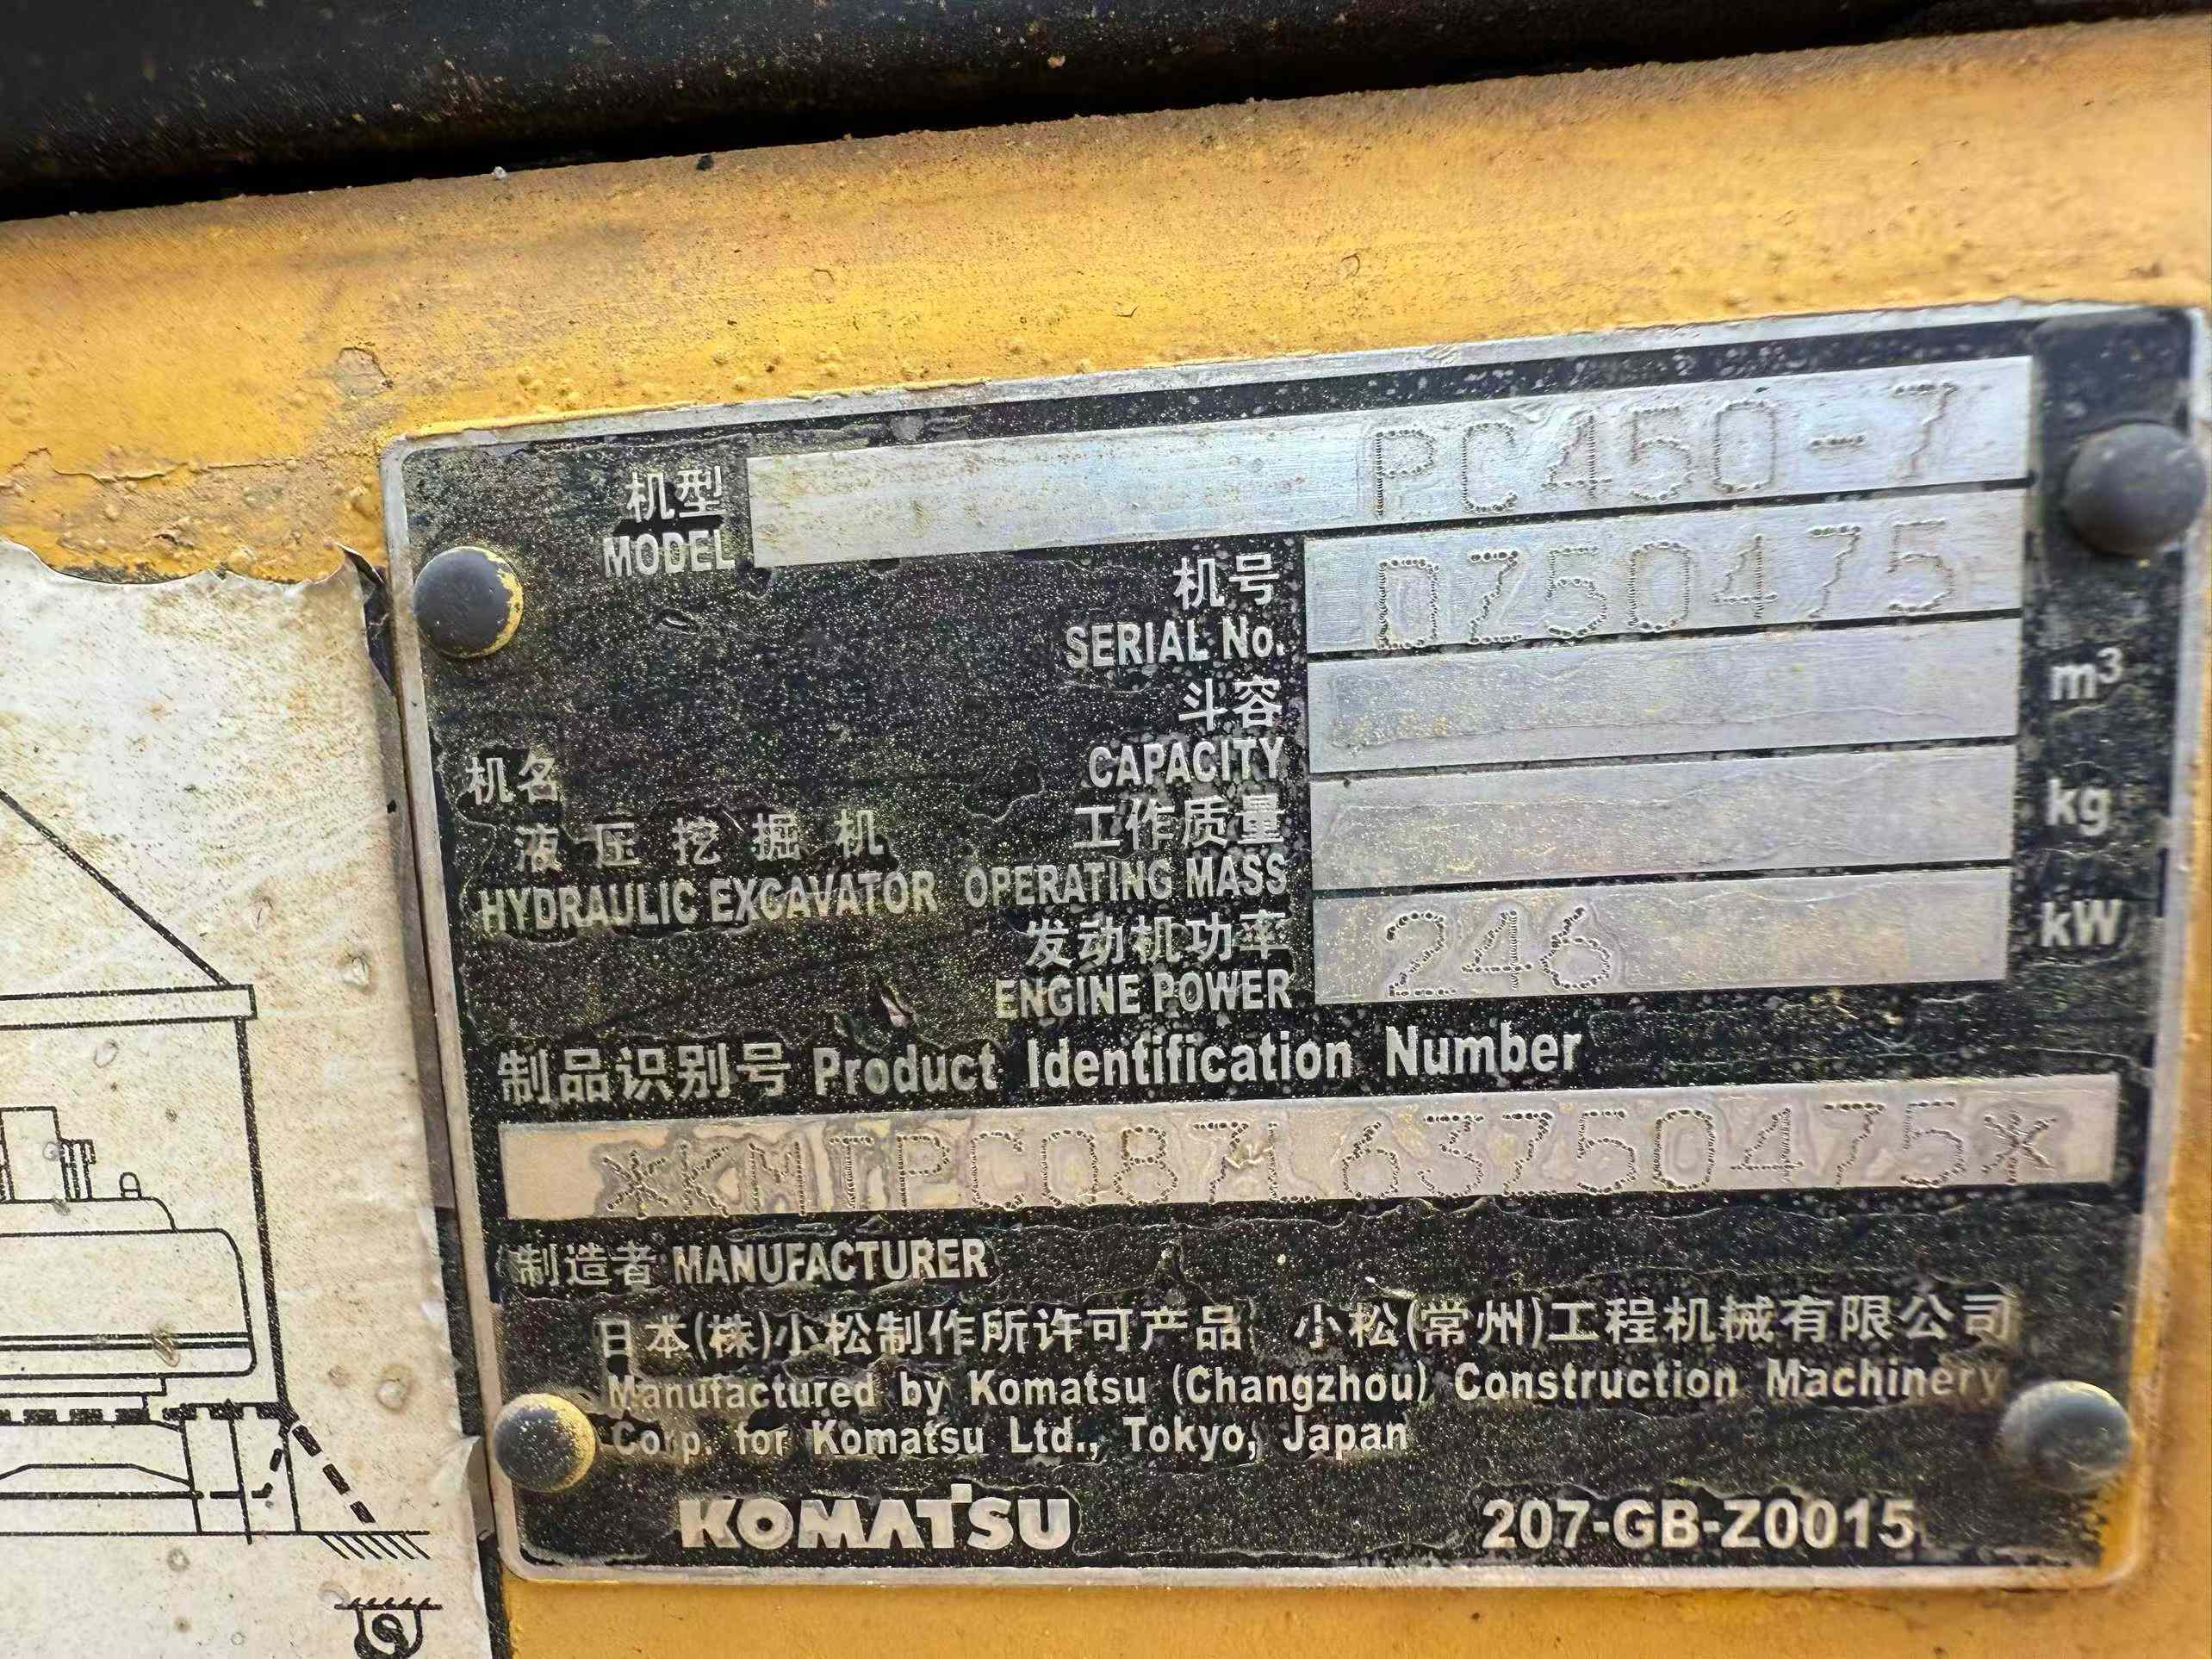 机型
MODEL PC450-7
机号
SERIAL No. DZ50475
斗容
CAPACITY m³
机名
液压挖掘机
HYDRAULIC EXCAVATOR
工作质量
OPERATING MASS kg
发动机功率
ENGINE POWER 246 kW
制品识别号 Product Identification Number
制造者 MANUFACTURER
日本(株)小松制作所许可产品 小松(常州)工程机械有限公司
Manufactured by Komatsu (Changzhou) Construction Machinery
Corp. for Komatsu Ltd., Tokyo, Japan
KOMATSU 207-GB-Z0015